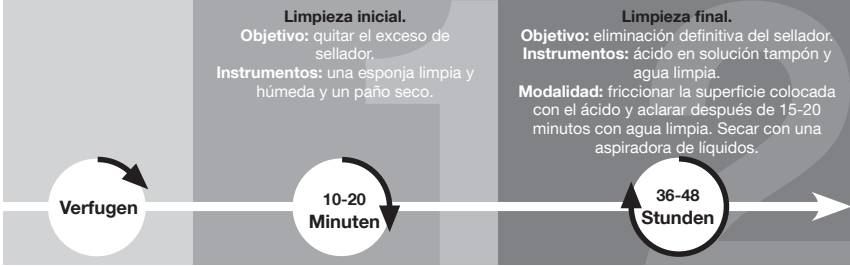 Limpieza inicial.
Objetivo: quitar el exceso de
sellador.
Instrumentos: una esponja limpia y
húmeda y un paño seco.
1
Limpieza final.
Objetivo: eliminación definitiva del sellador.
Instrumentos: ácido en solución tampón y
agua limpia.
Modalidad: friccionar la superficie colocada
con el ácido y aclarar después de 15-20
minutos con agua limpia. Secar con una
aspiradora de líquidos.
2
Verfugen
10-20
Minuten
36-48
Stunden